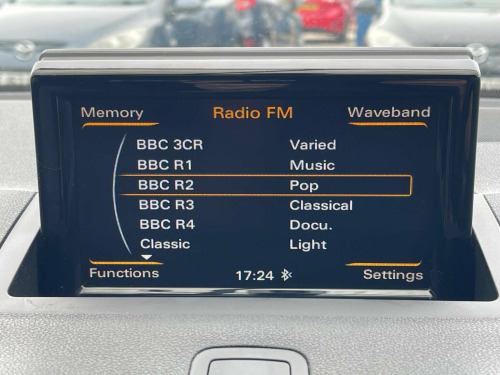 Memory Radio FM Waveband
BBC 3CR Varied
BBC R1 Music
BBC R2 Pop
BBC R3 Classical
BBC R4 Docu.
Classic Light
Functions 17:24 Settings